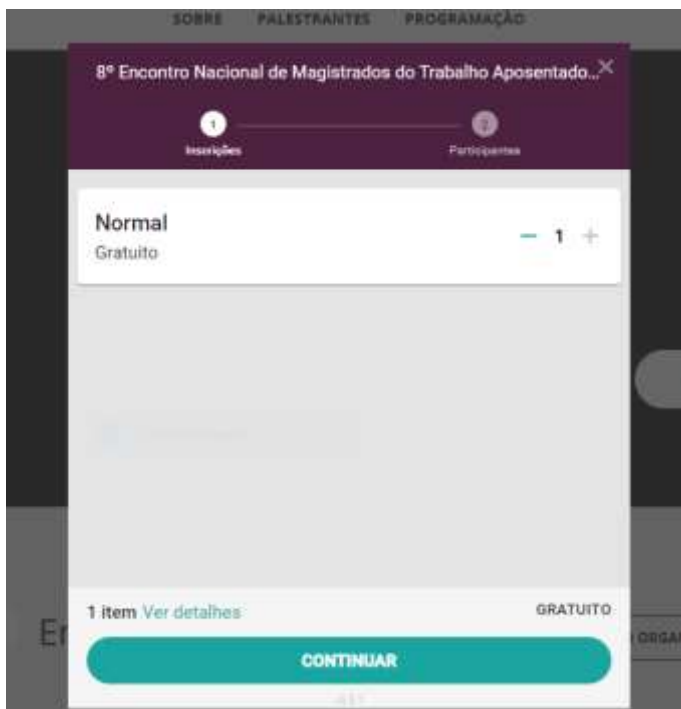 SOBRE PALESTRANTES PROGRAMAÇÃO
8º Encontro Nacional de Magistrados do Trabalho Aposentado...
1
2
Inscrições
Participantes
Normal
Gratuito
1
1 item Ver detalhes
GRATUITO
CONTINUAR